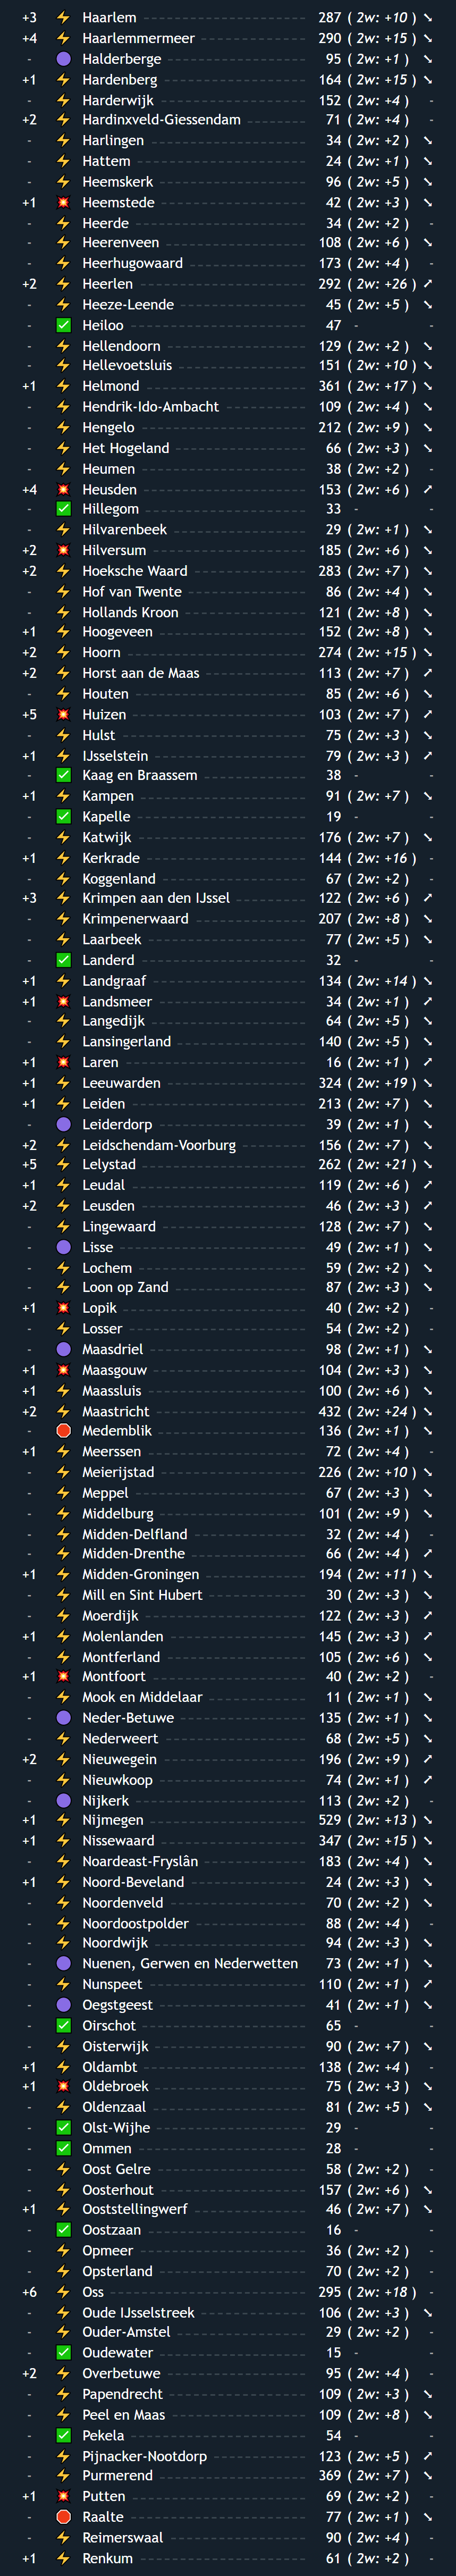 +3 ⚡ Haarlem 287 ( 2w: +10 ) ↘
+4 ⚡ Haarlemmermeer 290 ( 2w: +15 ) ↘
- 🟣 Halderberge 95 ( 2w: +1 ) ↘
+1 ⚡ Hardenberg 164 ( 2w: +15 ) ↘
- ⚡ Harderwijk 152 ( 2w: +4 ) -
+2 ⚡ Hardinxveld-Giessendam 71 ( 2w: +4 ) -
- ⚡ Harlingen 34 ( 2w: +2 ) ↘
- ⚡ Hattem 24 ( 2w: +1 ) ↘
- ⚡ Heemskerk 96 ( 2w: +5 ) ↘
+1 💥 Heemstede 42 ( 2w: +3 ) ↘
- ⚡ Heerde 34 ( 2w: +2 ) -
- ⚡ Heerenveen 108 ( 2w: +6 ) ↘
- ⚡ Heerhugowaard 173 ( 2w: +4 ) -
+2 ⚡ Heerlen 292 ( 2w: +26 ) ↗
- ⚡ Heeze-Leende 45 ( 2w: +5 ) ↘
- ✅ Heiloo 47 - -
- ⚡ Hellendoorn 129 ( 2w: +2 ) ↘
- ⚡ Hellevoetsluis 151 ( 2w: +10 ) ↘
+1 ⚡ Helmond 361 ( 2w: +17 ) ↘
- ⚡ Hendrik-Ido-Ambacht 109 ( 2w: +4 ) ↘
- ⚡ Hengelo 212 ( 2w: +9 ) ↘
- ⚡ Het Hogeland 66 ( 2w: +3 ) ↘
- ⚡ Heumen 38 ( 2w: +2 ) -
+4 💥 Heusden 153 ( 2w: +6 ) ↗
- ✅ Hillegom 33 - -
- ⚡ Hilvarenbeek 29 ( 2w: +1 ) ↘
+2 💥 Hilversum 185 ( 2w: +6 ) ↘
+2 ⚡ Hoeksche Waard 283 ( 2w: +7 ) ↘
- ⚡ Hof van Twente 86 ( 2w: +4 ) ↘
- ⚡ Hollands Kroon 121 ( 2w: +8 ) ↘
+1 ⚡ Hoogeveen 152 ( 2w: +8 ) ↘
+2 ⚡ Hoorn 274 ( 2w: +15 ) ↘
+2 ⚡ Horst aan de Maas 113 ( 2w: +7 ) ↗
- ⚡ Houten 85 ( 2w: +6 ) ↘
+5 💥 Huizen 103 ( 2w: +7 ) ↗
- ⚡ Hulst 75 ( 2w: +3 ) ↘
+1 ⚡ IJsselstein 79 ( 2w: +3 ) ↗
- ✅ Kaag en Braassem 38 - -
+1 ⚡ Kampen 91 ( 2w: +7 ) ↘
- ✅ Kapelle 19 - -
- ⚡ Katwijk 176 ( 2w: +7 ) ↘
+1 ⚡ Kerkrade 144 ( 2w: +16 ) -
- ⚡ Koggenland 67 ( 2w: +2 ) -
+3 ⚡ Krimpen aan den IJssel 122 ( 2w: +6 ) ↗
- ⚡ Krimpenerwaard 207 ( 2w: +8 ) ↘
- ⚡ Laarbeek 77 ( 2w: +5 ) ↘
- ✅ Landerd 32 - -
+1 ⚡ Landgraaf 134 ( 2w: +14 ) ↘
+1 💥 Landsmeer 34 ( 2w: +1 ) ↗
- ⚡ Langedijk 64 ( 2w: +5 ) ↘
- ⚡ Lansingerland 140 ( 2w: +5 ) ↘
+1 💥 Laren 16 ( 2w: +1 ) ↗
+1 ⚡ Leeuwarden 324 ( 2w: +19 ) ↘
+1 ⚡ Leiden 213 ( 2w: +7 ) ↘
- 🟣 Leiderdorp 39 ( 2w: +1 ) ↘
+2 ⚡ Leidschendam-Voorburg 156 ( 2w: +7 ) ↘
+5 ⚡ Lelystad 262 ( 2w: +21 ) ↘
+1 ⚡ Leudal 119 ( 2w: +6 ) ↗
+2 ⚡ Leusden 46 ( 2w: +3 ) ↗
- ⚡ Lingewaard 128 ( 2w: +7 ) ↘
- 🟣 Lisse 49 ( 2w: +1 ) ↘
- ⚡ Lochem 59 ( 2w: +2 ) ↘
- ⚡ Loon op Zand 87 ( 2w: +3 ) ↘
+1 💥 Lopik 40 ( 2w: +2 ) -
- ⚡ Losser 54 ( 2w: +2 ) -
- 🟣 Maasdriel 98 ( 2w: +1 ) ↘
+1 💥 Maasgouw 104 ( 2w: +3 ) ↘
+1 ⚡ Maassluis 100 ( 2w: +6 ) ↘
+2 ⚡ Maastricht 432 ( 2w: +24 ) ↘
- 🛑 Medemblik 136 ( 2w: +1 ) ↘
+1 ⚡ Meerssen 72 ( 2w: +4 ) -
- ⚡ Meierijstad 226 ( 2w: +10 ) ↘
- ⚡ Meppel 67 ( 2w: +3 ) ↘
- ⚡ Middelburg 101 ( 2w: +9 ) ↘
- ⚡ Midden-Delfland 32 ( 2w: +4 ) -
- ⚡ Midden-Drenthe 66 ( 2w: +4 ) ↗
+1 ⚡ Midden-Groningen 194 ( 2w: +11 ) ↘
- ⚡ Mill en Sint Hubert 30 ( 2w: +3 ) ↘
- ⚡ Moerdijk 122 ( 2w: +3 ) ↗
+1 ⚡ Molenlanden 145 ( 2w: +3 ) ↗
- ⚡ Montferland 105 ( 2w: +6 ) ↘
+1 💥 Montfoort 40 ( 2w: +2 ) -
- ⚡ Mook en Middelaar 11 ( 2w: +1 ) ↘
- 🟣 Neder-Betuwe 135 ( 2w: +1 ) ↘
- ⚡ Nederweert 68 ( 2w: +5 ) ↘
+2 ⚡ Nieuwegein 196 ( 2w: +9 ) ↗
- ⚡ Nieuwkoop 74 ( 2w: +1 ) ↗
- 🟣 Nijkerk 113 ( 2w: +2 ) -
+1 ⚡ Nijmegen 529 ( 2w: +13 ) ↘
+1 ⚡ Nissewaard 347 ( 2w: +15 ) ↘
- ⚡ Noardeast-Fryslân 183 ( 2w: +4 ) ↘
+1 ⚡ Noord-Beveland 24 ( 2w: +3 ) ↘
- ⚡ Noordenveld 70 ( 2w: +2 ) ↘
- ⚡ Noordoostpolder 88 ( 2w: +4 ) -
- ⚡ Noordwijk 94 ( 2w: +3 ) ↘
- 🟣 Nuenen, Gerwen en Nederwetten 73 ( 2w: +1 ) ↘
- ⚡ Nunspeet 110 ( 2w: +1 ) ↗
- 🟣 Oegstgeest 41 ( 2w: +1 ) ↘
- ✅ Oirschot 65 - -
- ⚡ Oisterwijk 90 ( 2w: +7 ) ↘
+1 ⚡ Oldambt 138 ( 2w: +4 ) -
+1 💥 Oldebroek 75 ( 2w: +3 ) ↘
- ⚡ Oldenzaal 81 ( 2w: +5 ) ↘
- ✅ Olst-Wijhe 29 - -
- ✅ Ommen 28 - -
- ⚡ Oost Gelre 58 ( 2w: +2 ) -
- ⚡ Oosterhout 157 ( 2w: +6 ) ↘
+1 ⚡ Ooststellingwerf 46 ( 2w: +7 ) ↘
- ✅ Oostzaan 16 - -
- ⚡ Opmeer 36 ( 2w: +2 ) -
- ⚡ Opsterland 70 ( 2w: +2 ) -
+6 ⚡ Oss 295 ( 2w: +18 ) -
- ⚡ Oude IJsselstreek 106 ( 2w: +3 ) ↘
- ⚡ Ouder-Amstel 29 ( 2w: +2 ) -
- ✅ Oudewater 15 - -
+2 ⚡ Overbetuwe 95 ( 2w: +4 ) -
- ⚡ Papendrecht 109 ( 2w: +3 ) ↘
- ⚡ Peel en Maas 109 ( 2w: +8 ) ↘
- ✅ Pekela 54 - -
- ⚡ Pijnacker-Nootdorp 123 ( 2w: +5 ) ↗
- ⚡ Purmerend 369 ( 2w: +7 ) ↘
+1 💥 Putten 69 ( 2w: +2 ) -
- 🛑 Raalte 77 ( 2w: +1 ) ↘
- ⚡ Reimerswaal 90 ( 2w: +4 ) -
+1 ⚡ Renkum 61 ( 2w: +2 ) -